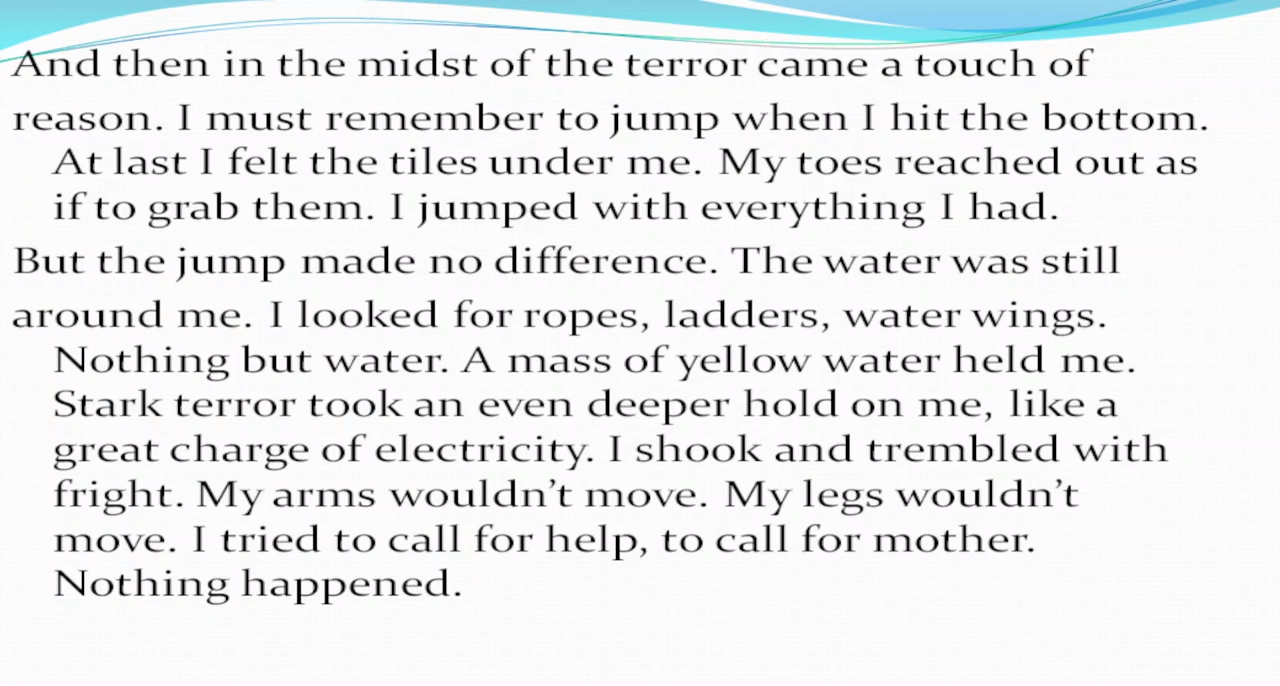 And then in the midst of the terror came a touch of
reason. I must remember to jump when I hit the bottom.
At last I felt the tiles under me. My toes reached out as
if to grab them. I jumped with everything I had.
But the jump made no difference. The water was still
around me. I looked for ropes, ladders, water wings.
Nothing but water. A mass of yellow water held me.
Stark terror took an even deeper hold on me, like a
great charge of electricity. I shook and trembled with
fright. My arms wouldn’t move. My legs wouldn’t
move. I tried to call for help, to call for mother.
Nothing happened.